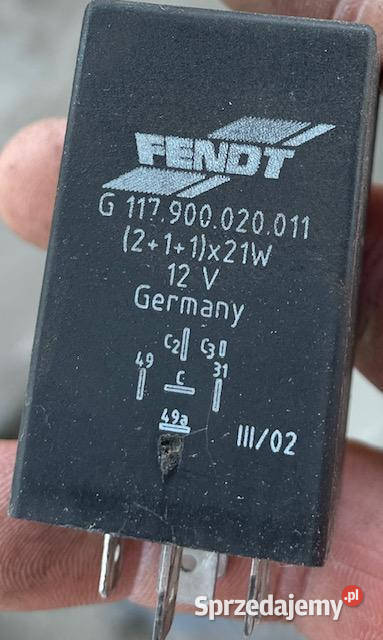 FENDT
G 117.900.020.011
(2+1+1)x21W
12 V
Germany
C2 C3
49 C 31
49a
III/02
Sprzedajemy.pl